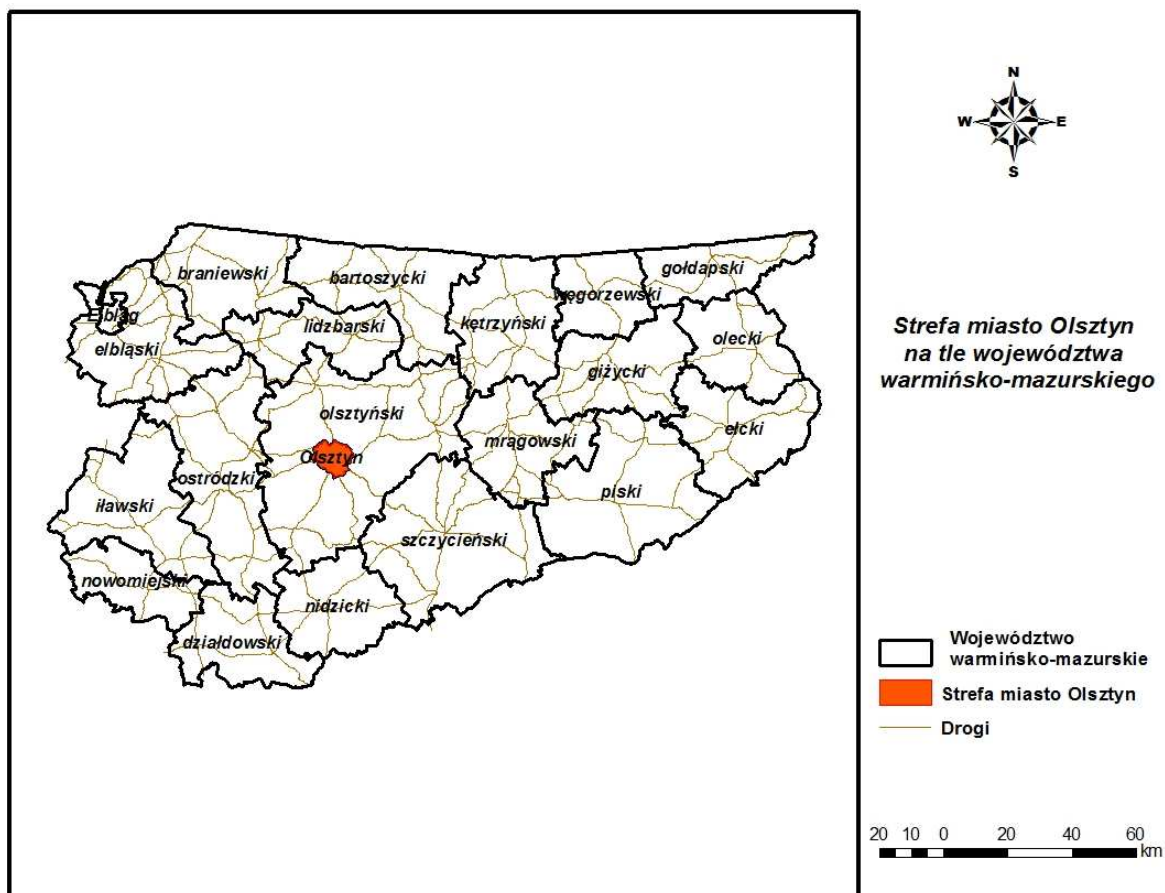 N
W E
S
gołdapski
braniewski
bartoszycki
węgorzewski
Elbląg
lidzbarski
kętrzyński
elbląski
olecki
giżycki
olsztyński
ełcki
mrągowski
Olsztyn
ostródzki
piski
iławski
szczycieński
nowomiejski
nidzicki
działdowski
Strefa miasto Olsztyn
na tle województwa
warmińsko-mazurskiego
Województwo
warmińsko-mazurskie
Strefa miasto Olsztyn
Drogi
20 10 0 20 40 60
km